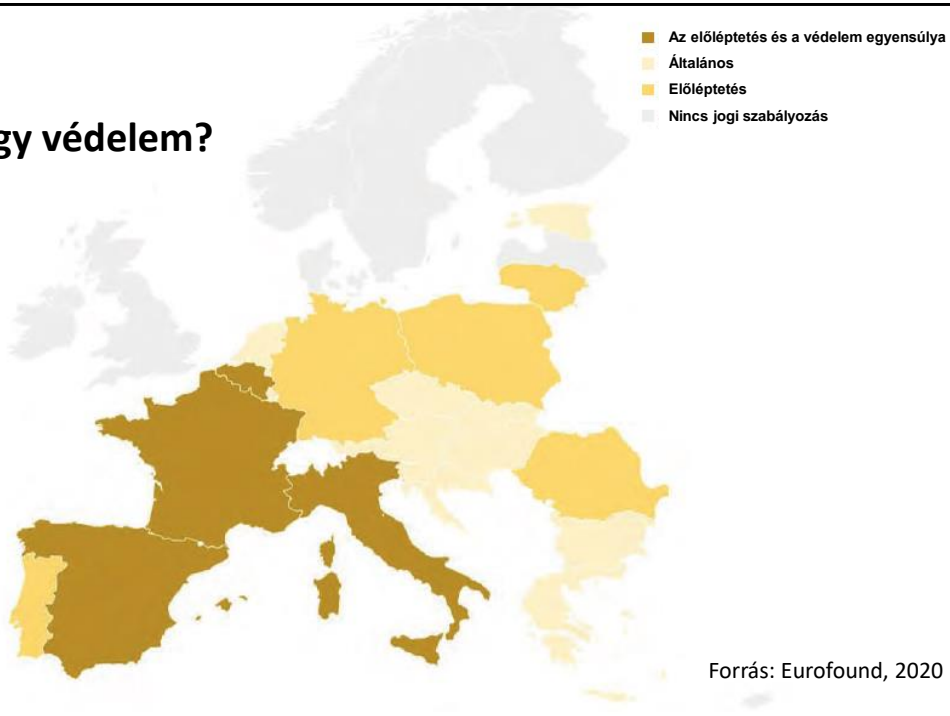 gy védelem?
Az előléptetés és a védelem egyensúlya
Általános
Előléptetés
Nincs jogi szabályozás
Forrás: Eurofound, 2020